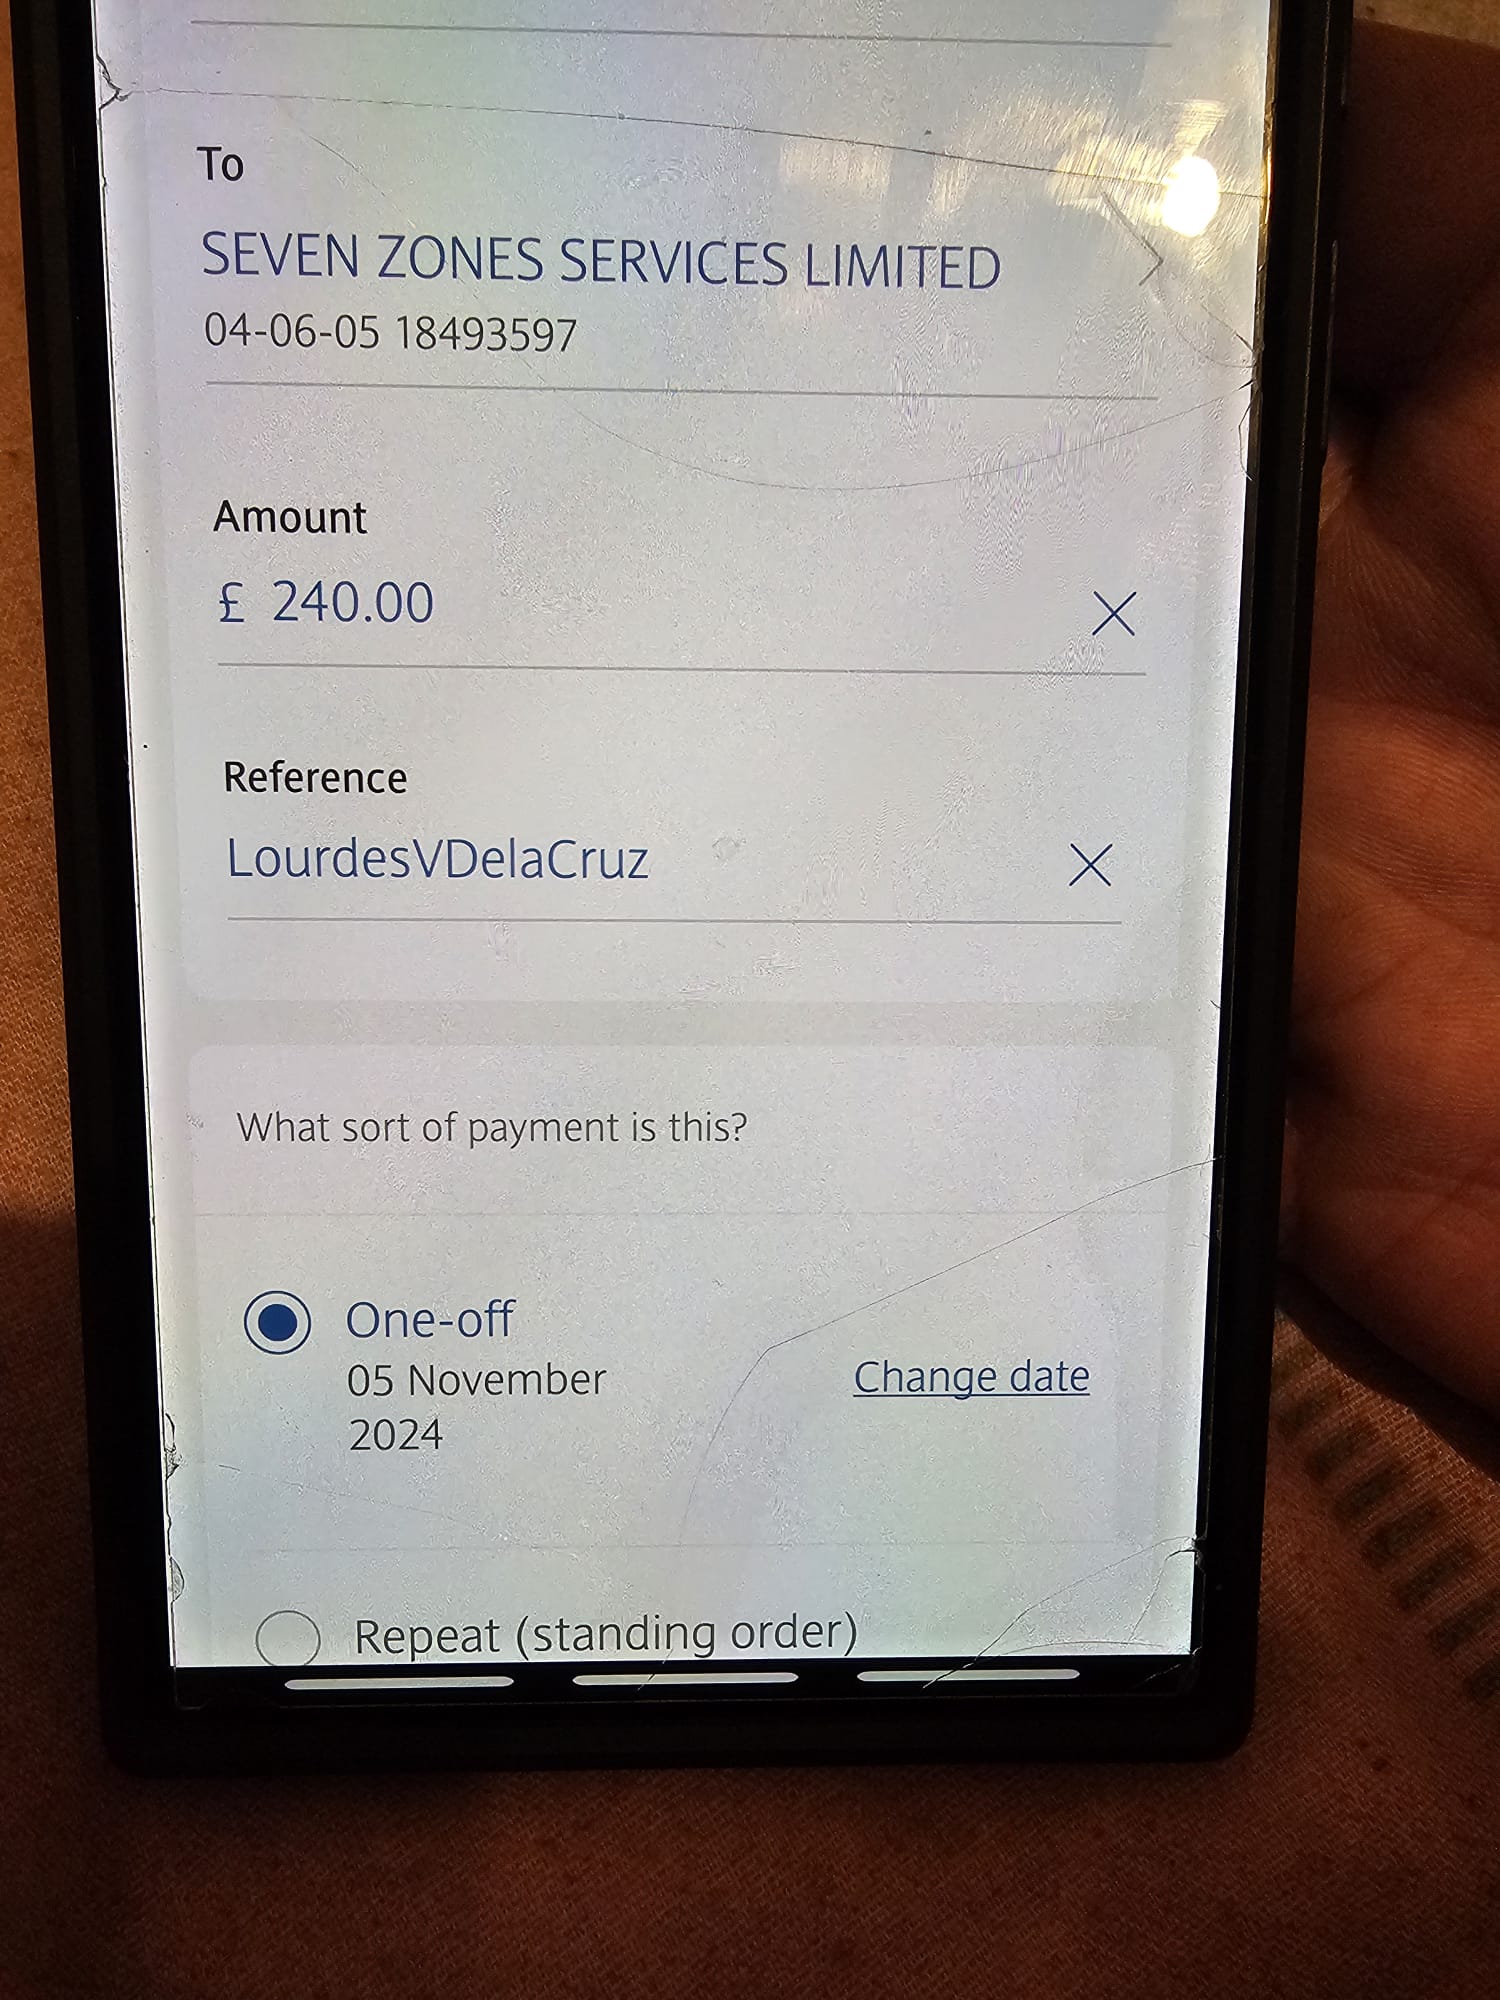 To
SEVEN ZONES SERVICES LIMITED
04-06-05 18493597
Amount
£ 240.00
Reference
LourdesVDelaCruz
What sort of payment is this?
One-off
05 November
2024
Change date
Repeat (standing order)